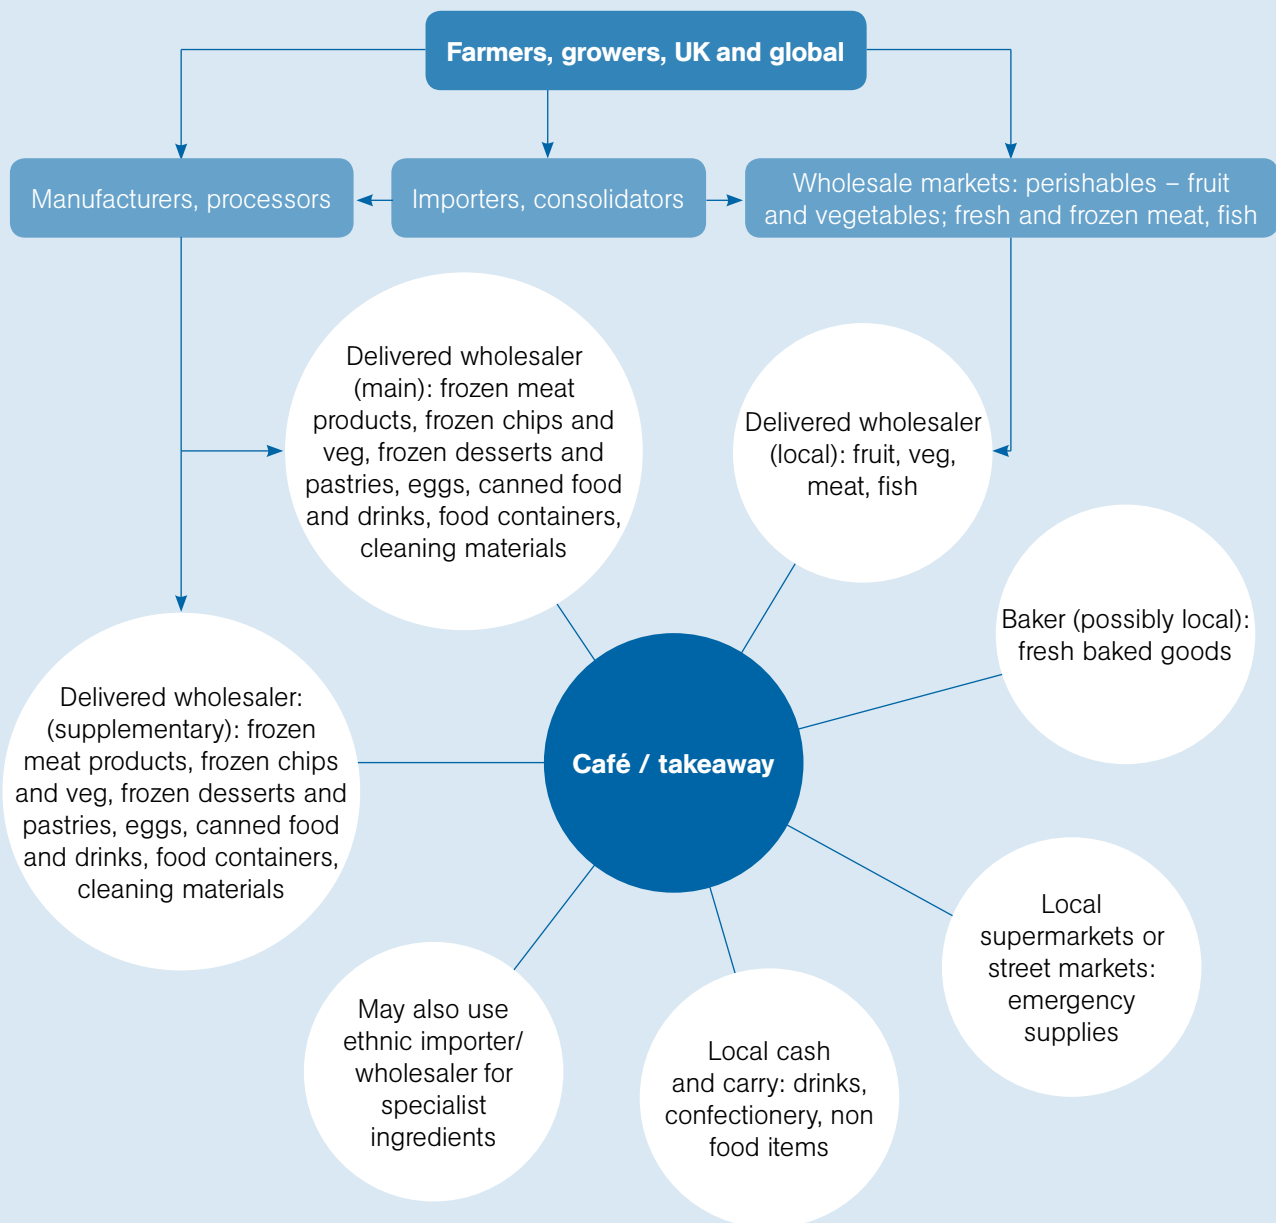 Farmers, growers, UK and global
Manufacturers, processors
Importers, consolidators
Wholesale markets: perishables – fruit
and vegetables; fresh and frozen meat, fish
Delivered wholesaler
(main): frozen meat
products, frozen chips and
veg, frozen desserts and
pastries, eggs, canned food
and drinks, food containers,
cleaning materials
Delivered wholesaler
(local): fruit, veg,
meat, fish
Baker (possibly local):
fresh baked goods
Delivered wholesaler:
(supplementary): frozen
meat products, frozen chips
and veg, frozen desserts and
pastries, eggs, canned food
and drinks, food containers,
cleaning materials
Café / takeaway
Local
supermarkets or
street markets:
emergency
supplies
May also use
ethnic importer/
wholesaler for
specialist
ingredients
Local cash
and carry: drinks,
confectionery, non
food items